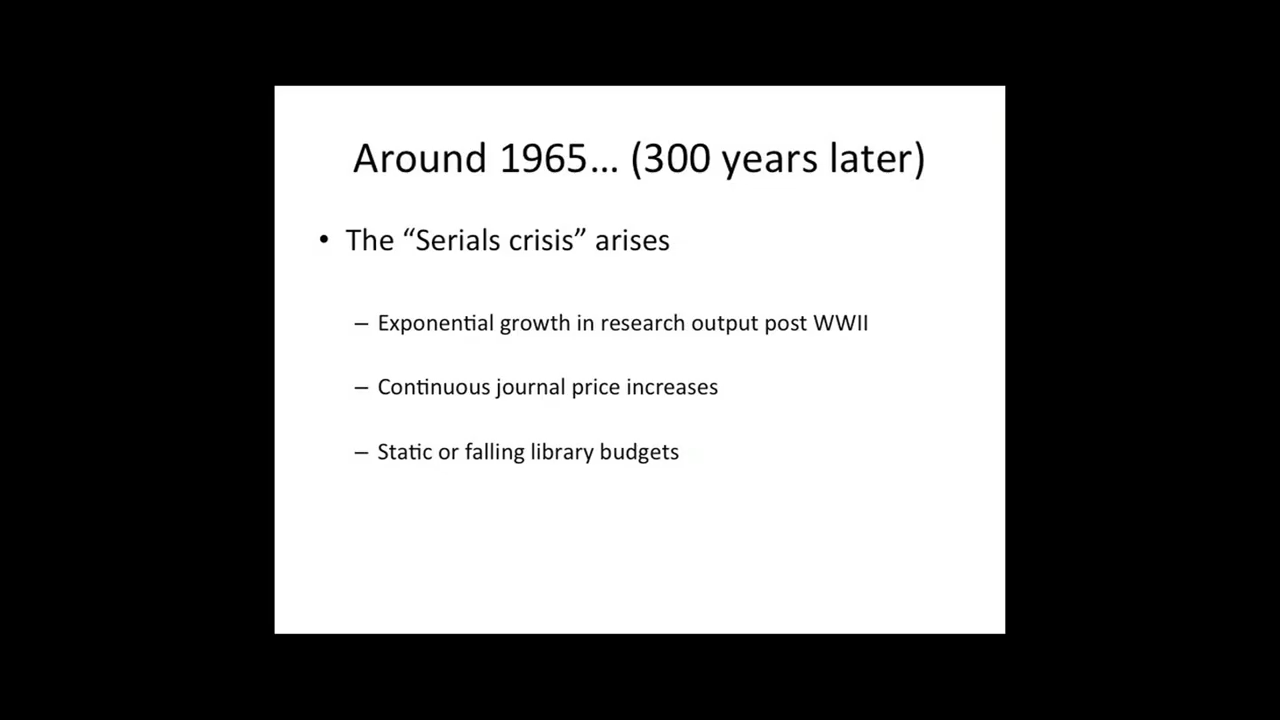 Around 1965… (300 years later)
• The “Serials crisis” arises
– Exponential growth in research output post WWII
– Continuous journal price increases
– Static or falling library budgets